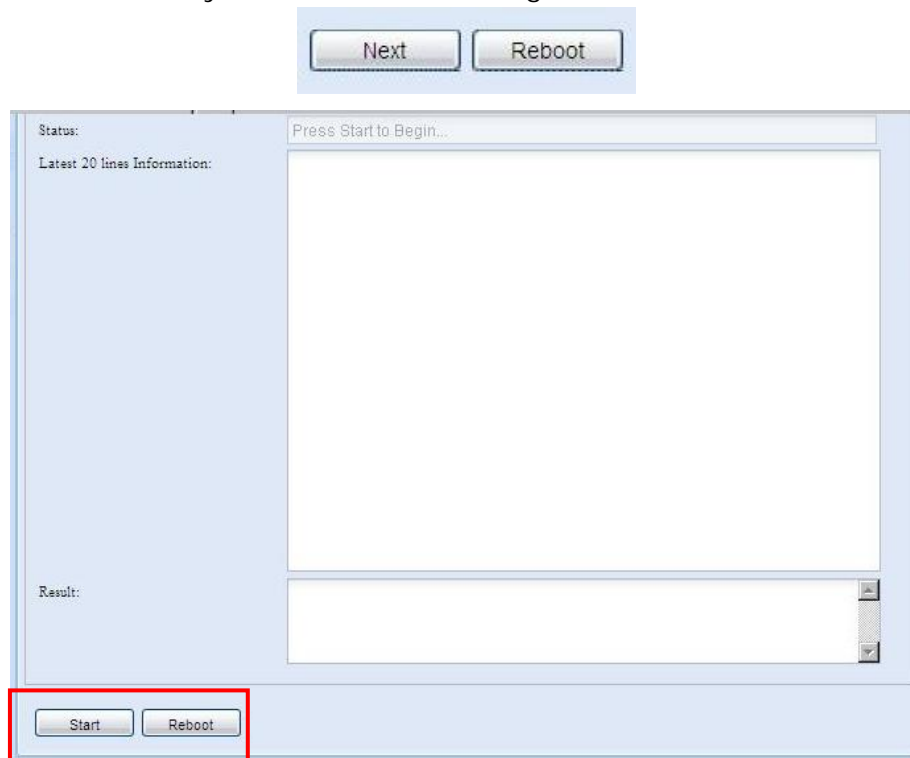 Next Reboot
Status: Press Start to Begin...
Latest 20 lines Information:
Result:
Start Reboot